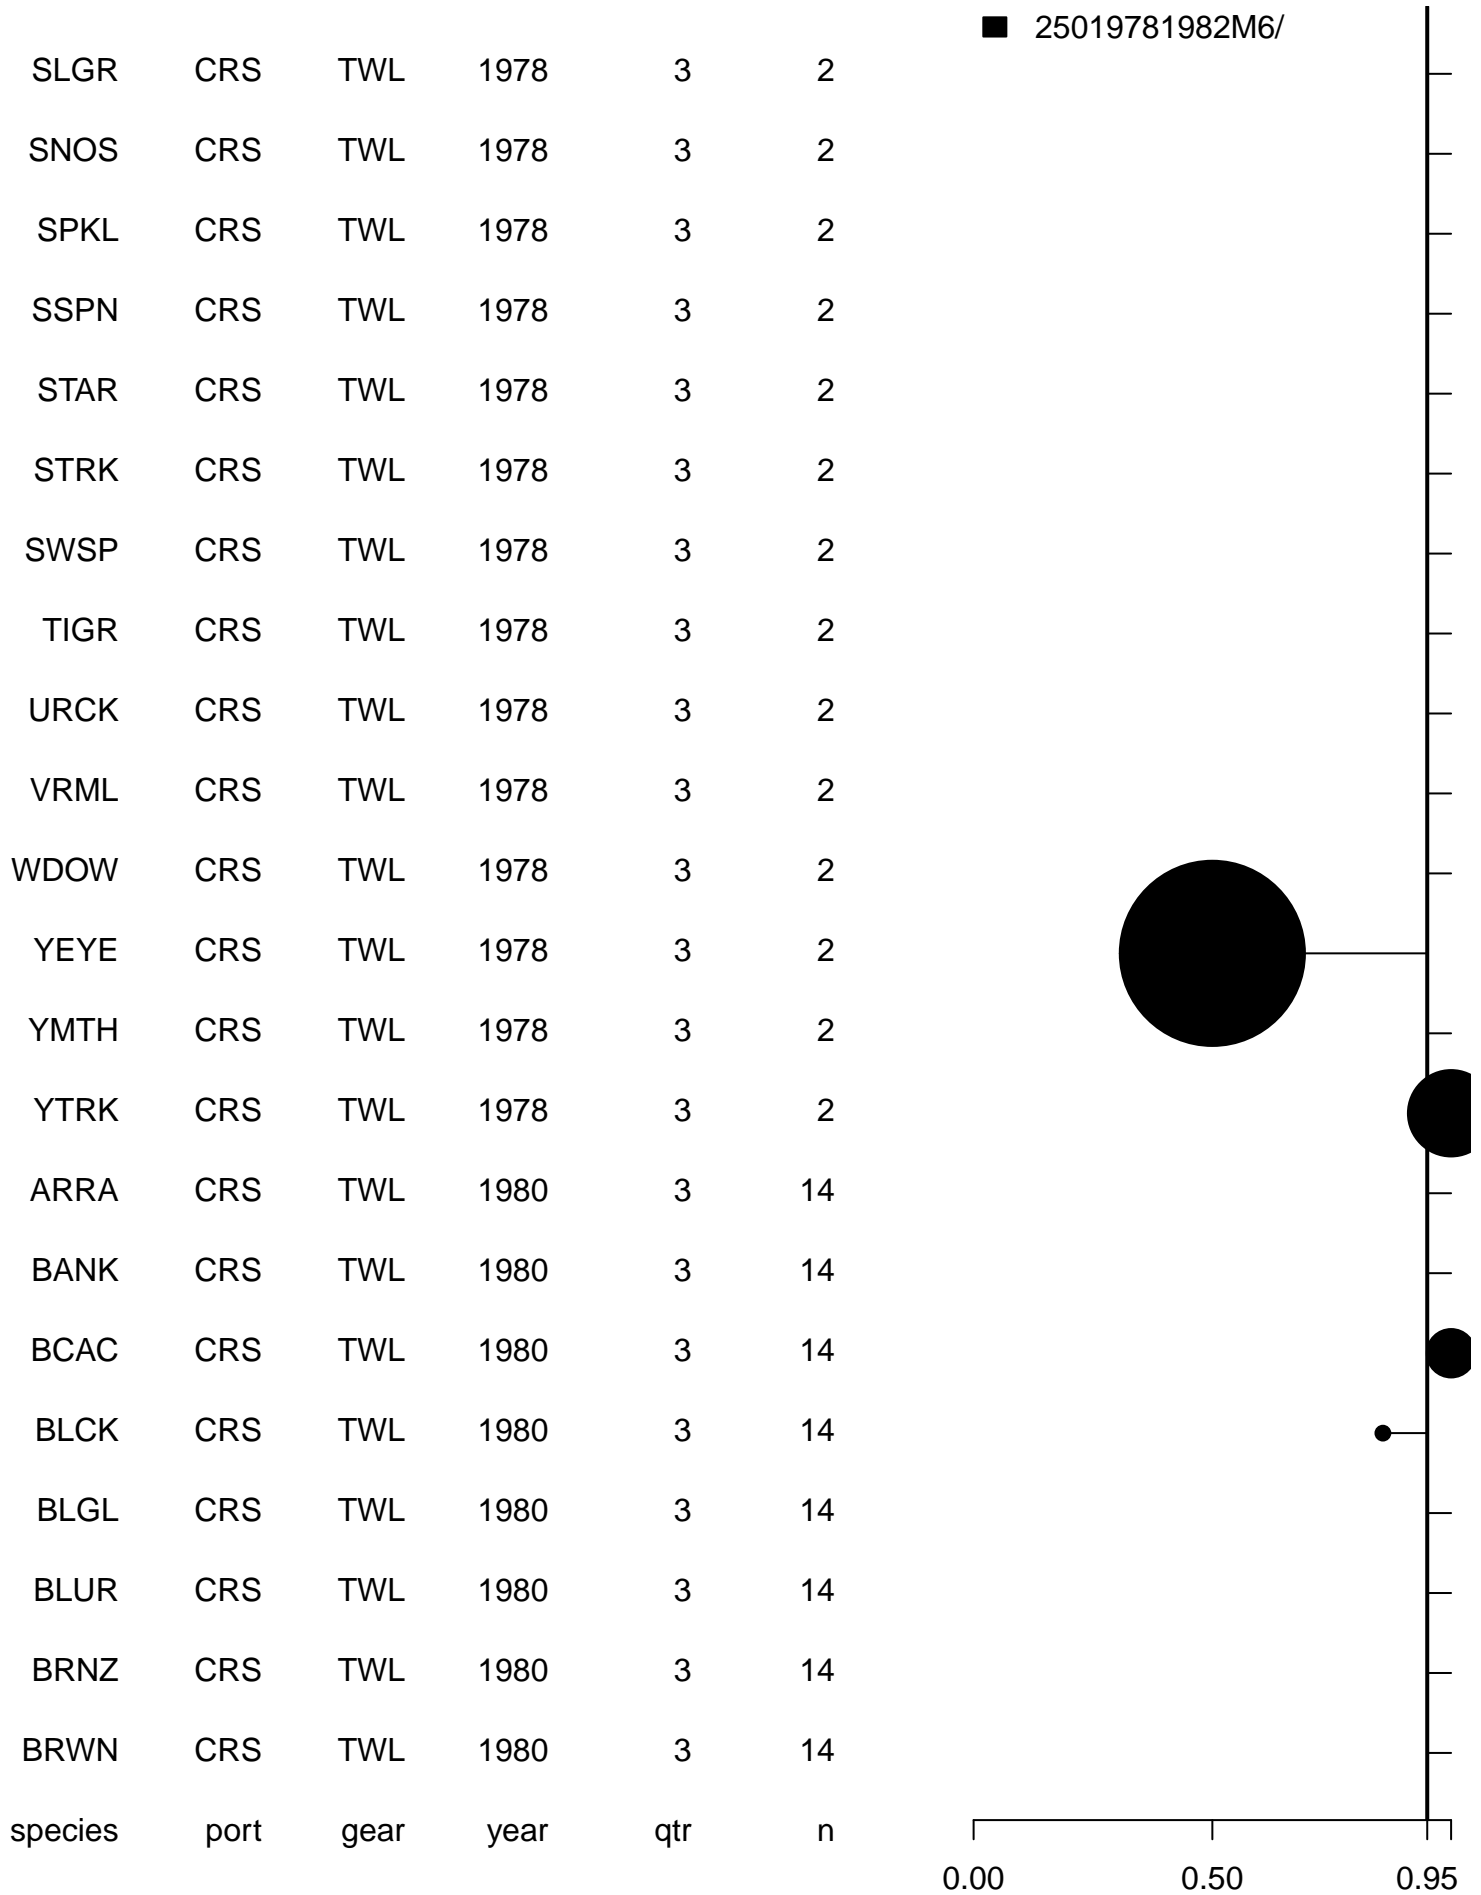 25019781982M6/
SLGR CRS TWL 1978 3 2
SNOS CRS TWL 1978 3 2
SPKL CRS TWL 1978 3 2
SSPN CRS TWL 1978 3 2
STAR CRS TWL 1978 3 2
STRK CRS TWL 1978 3 2
SWSP CRS TWL 1978 3 2
TIGR CRS TWL 1978 3 2
URCK CRS TWL 1978 3 2
VRML CRS TWL 1978 3 2
WDOW CRS TWL 1978 3 2
YEYE CRS TWL 1978 3 2
YMTH CRS TWL 1978 3 2
YTRK CRS TWL 1978 3 2
ARRA CRS TWL 1980 3 14
BANK CRS TWL 1980 3 14
BCAC CRS TWL 1980 3 14
BLCK CRS TWL 1980 3 14
BLGL CRS TWL 1980 3 14
BLUR CRS TWL 1980 3 14
BRNZ CRS TWL 1980 3 14
BRWN CRS TWL 1980 3 14
species port gear year qtr n
0.00 0.50 0.95